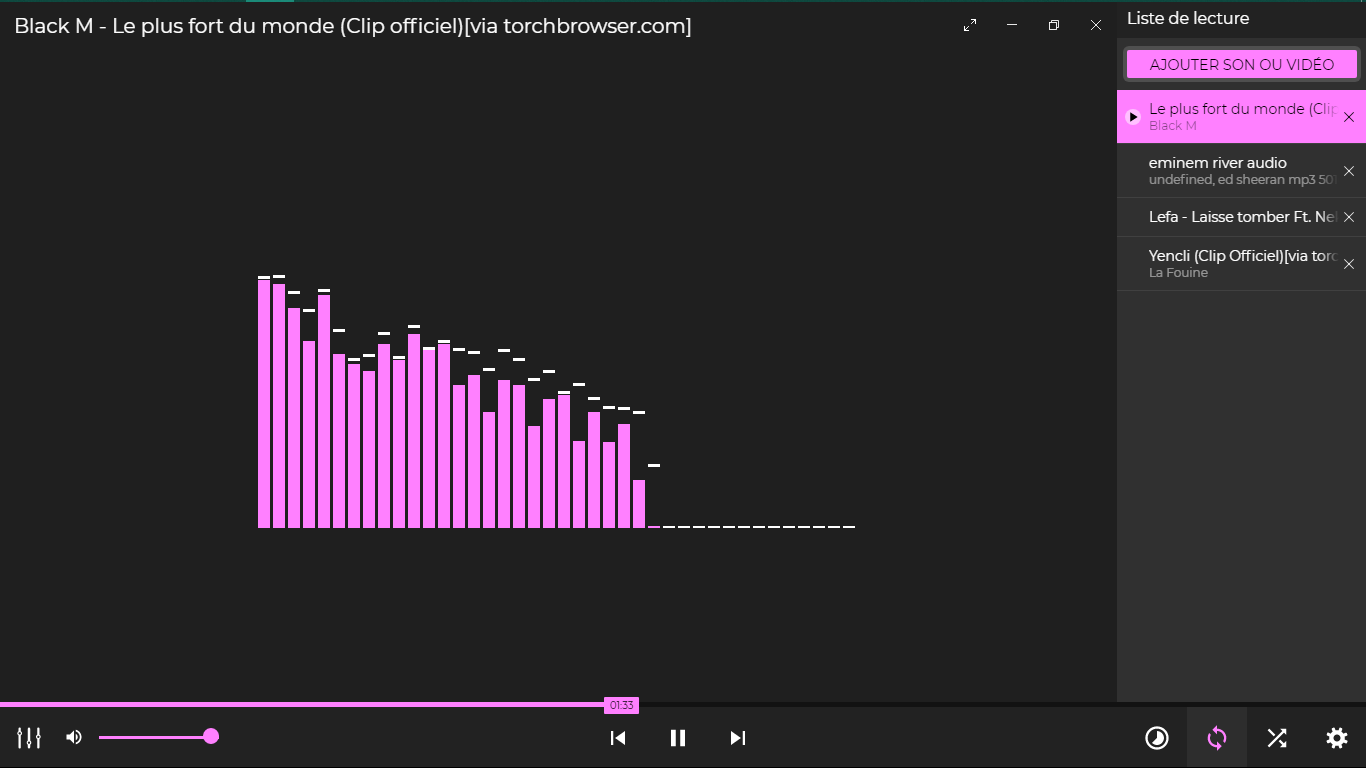 Black M - Le plus fort du monde (Clip officiel)[via torchbrowser.com]
Liste de lecture
AJOUTER SON OU VIDÉO
Le plus fort du monde (Clip
Black M
eminem river audio
undefined, ed sheeran mp3 501
Lefa - Laisse tomber Ft. Nel
Yencli (Clip Officiel)[via torc
La Fouine
01:33